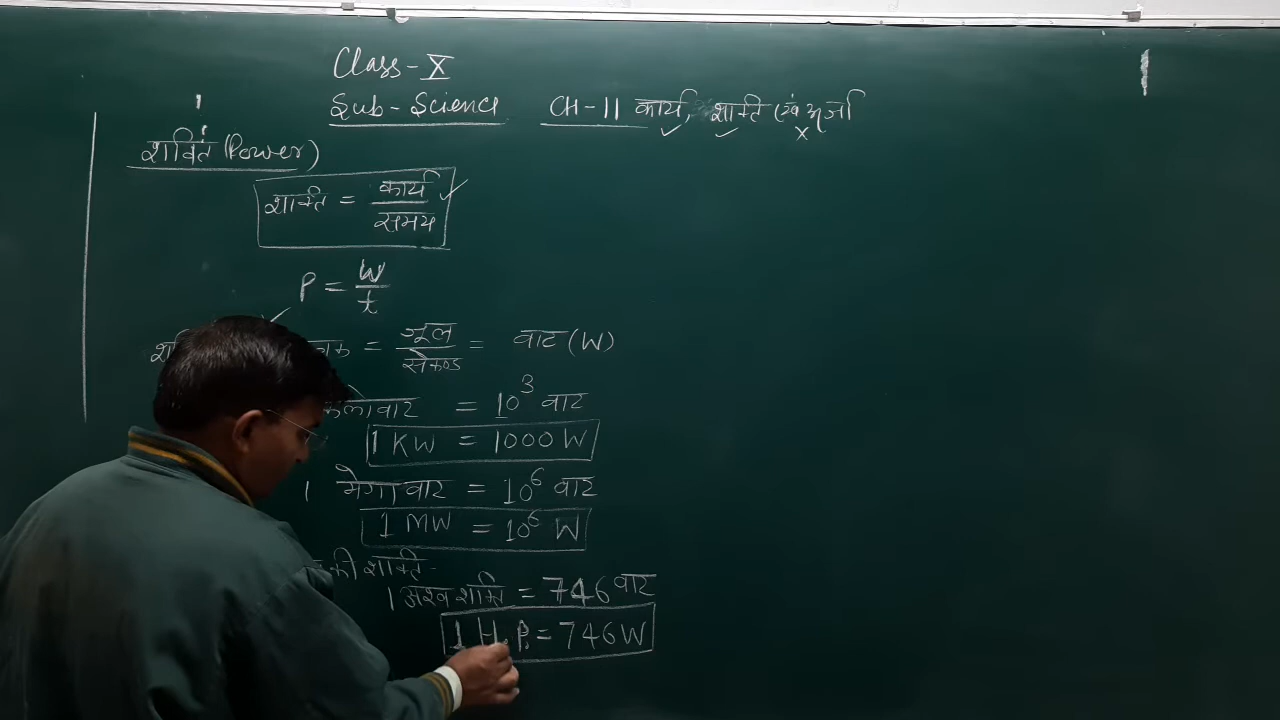 Class-X
Sub-Science CH-11 कार्य, शक्ति एवं ऊर्जा
शक्ति (Power)
शक्ति = कार्य / समय
P = W / t
= जूल / सेकण्ड = वाट (W)
किलोवाट = 10³ वाट
1 KW = 1000 W
1 मेगावाट = 10⁶ वाट
1 MW = 10⁶ W
की शक्ति-
1 अश्व शक्ति = 746 वाट
1 H.P. = 746 W